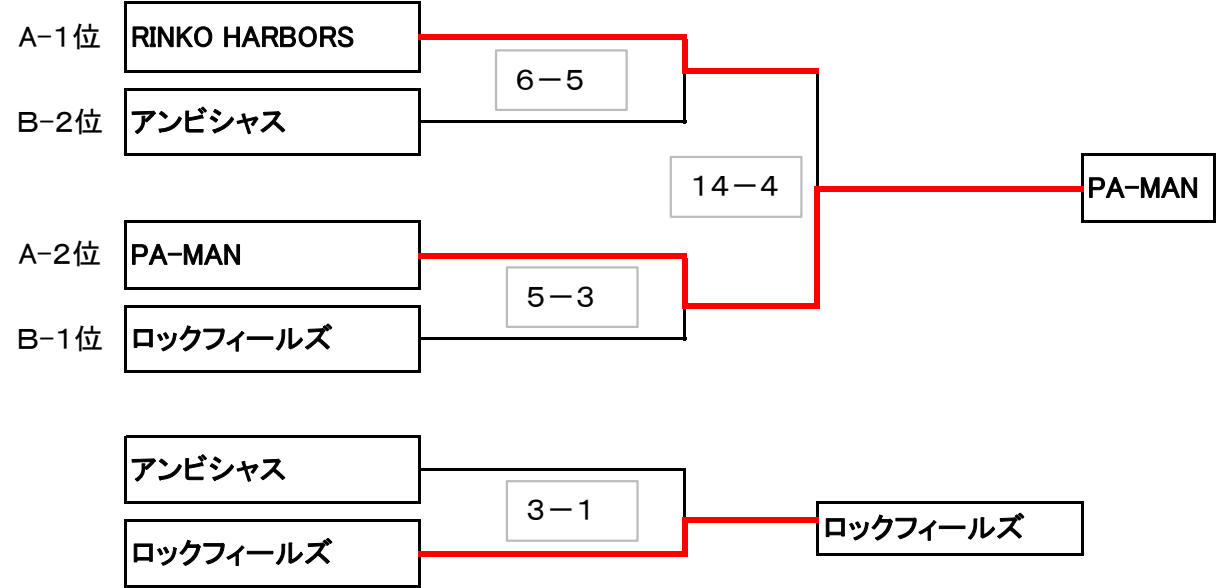 A-1位 RINKO HARBORS
6－5
B-2位 アンビシャス
14－4
PA-MAN
A-2位 PA-MAN
5－3
B-1位 ロックフィールズ
アンビシャス
3－1
ロックフィールズ
ロックフィールズ